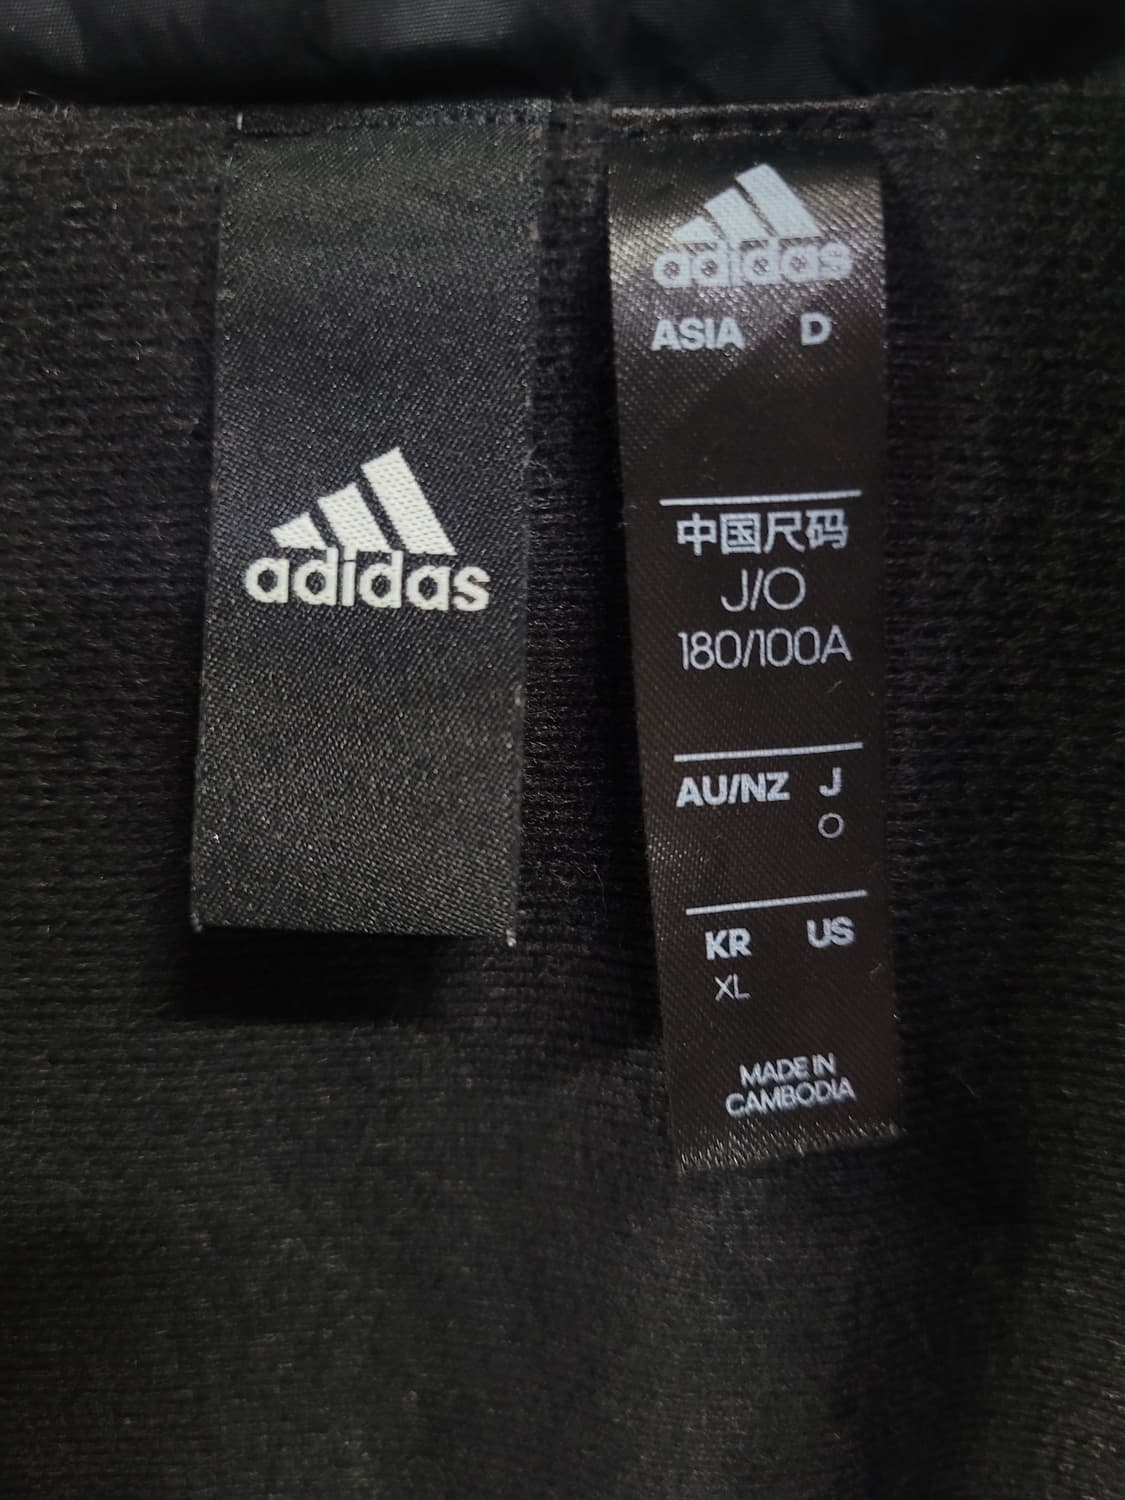 adidas
adidas
ASIA D
中国尺码
J/O
180/100A
AU/NZ J
O
KR US
XL
MADE IN
CAMBODIA